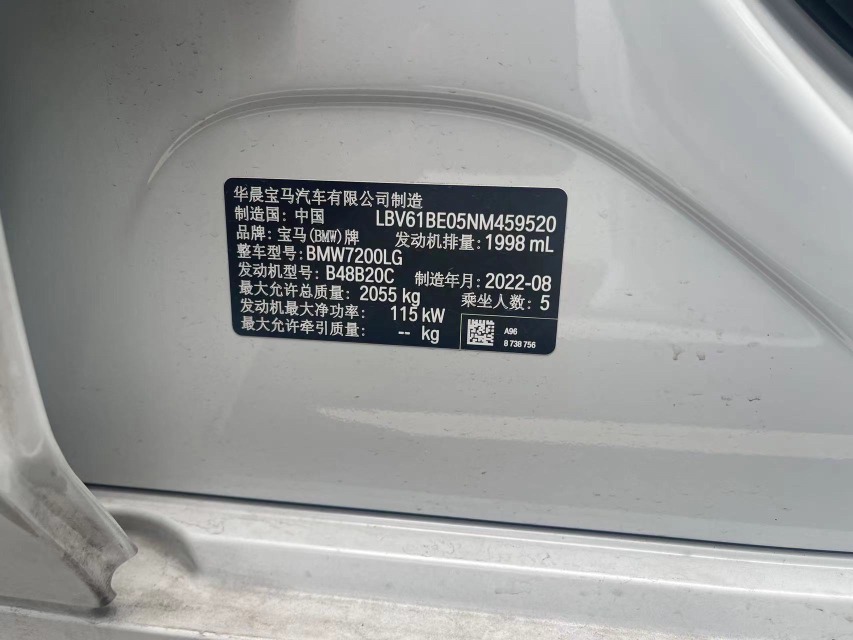 华晨宝马汽车有限公司制造
制造国: 中国 LBV61BE05NM459520
品牌: 宝马(BMW)牌 发动机排量: 1998 mL
整车型号: BMW7200LG
发动机型号: B48B20C 制造年月: 2022-08
最大允许总质量: 2055 kg 乘坐人数: 5
发动机最大净功率: 115 kW
最大允许牵引质量: -- kg
A96
8 738 756